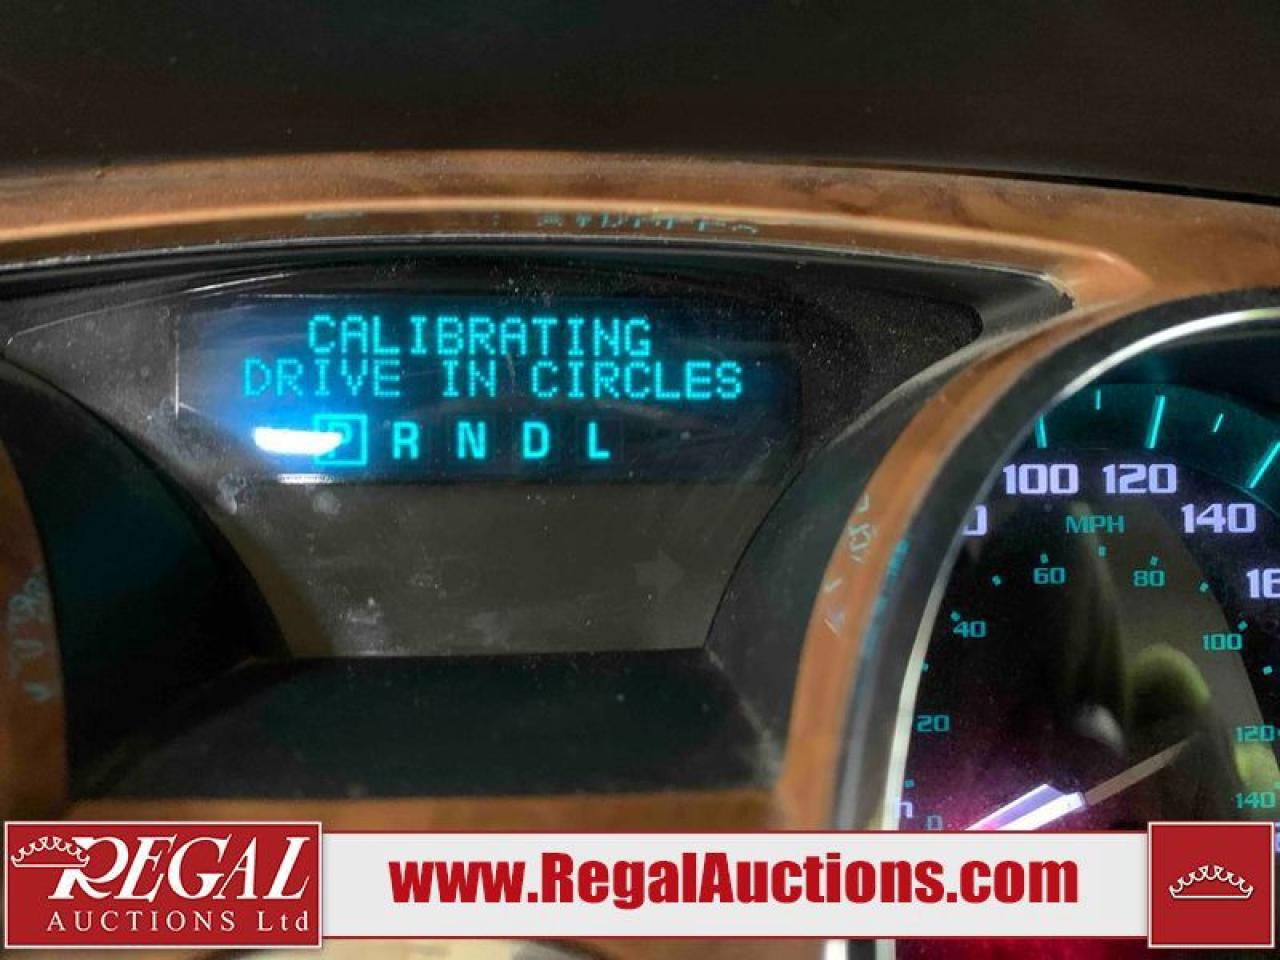 CALIBRATING
DRIVE IN CIRCLES
P R N D L
100 120
140
MPH
60 80
40
100
20
120
0
140
REGAL
AUCTIONS Ltd
www.RegalAuctions.com